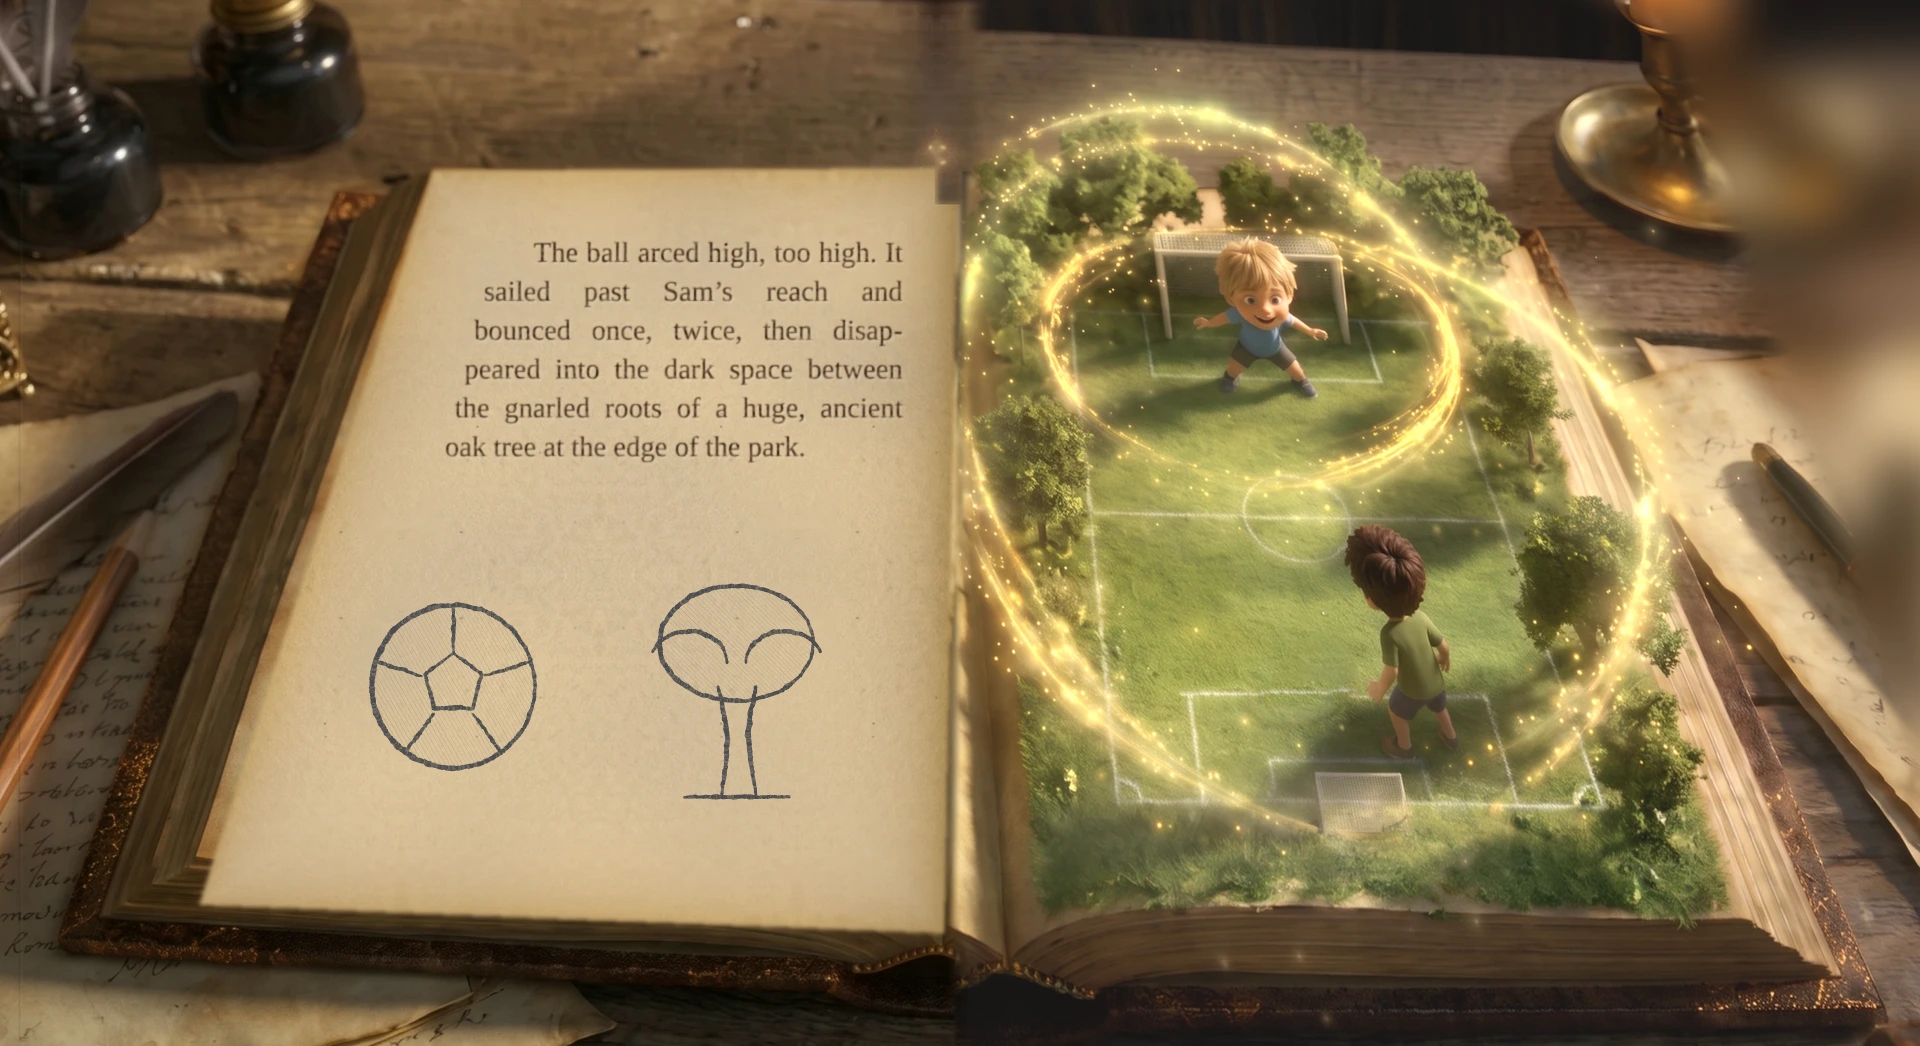 The ball arced high, too high. It
sailed past Sam’s reach and
bounced once, twice, then disap-
peared into the dark space between
the gnarled roots of a huge, ancient
oak tree at the edge of the park.